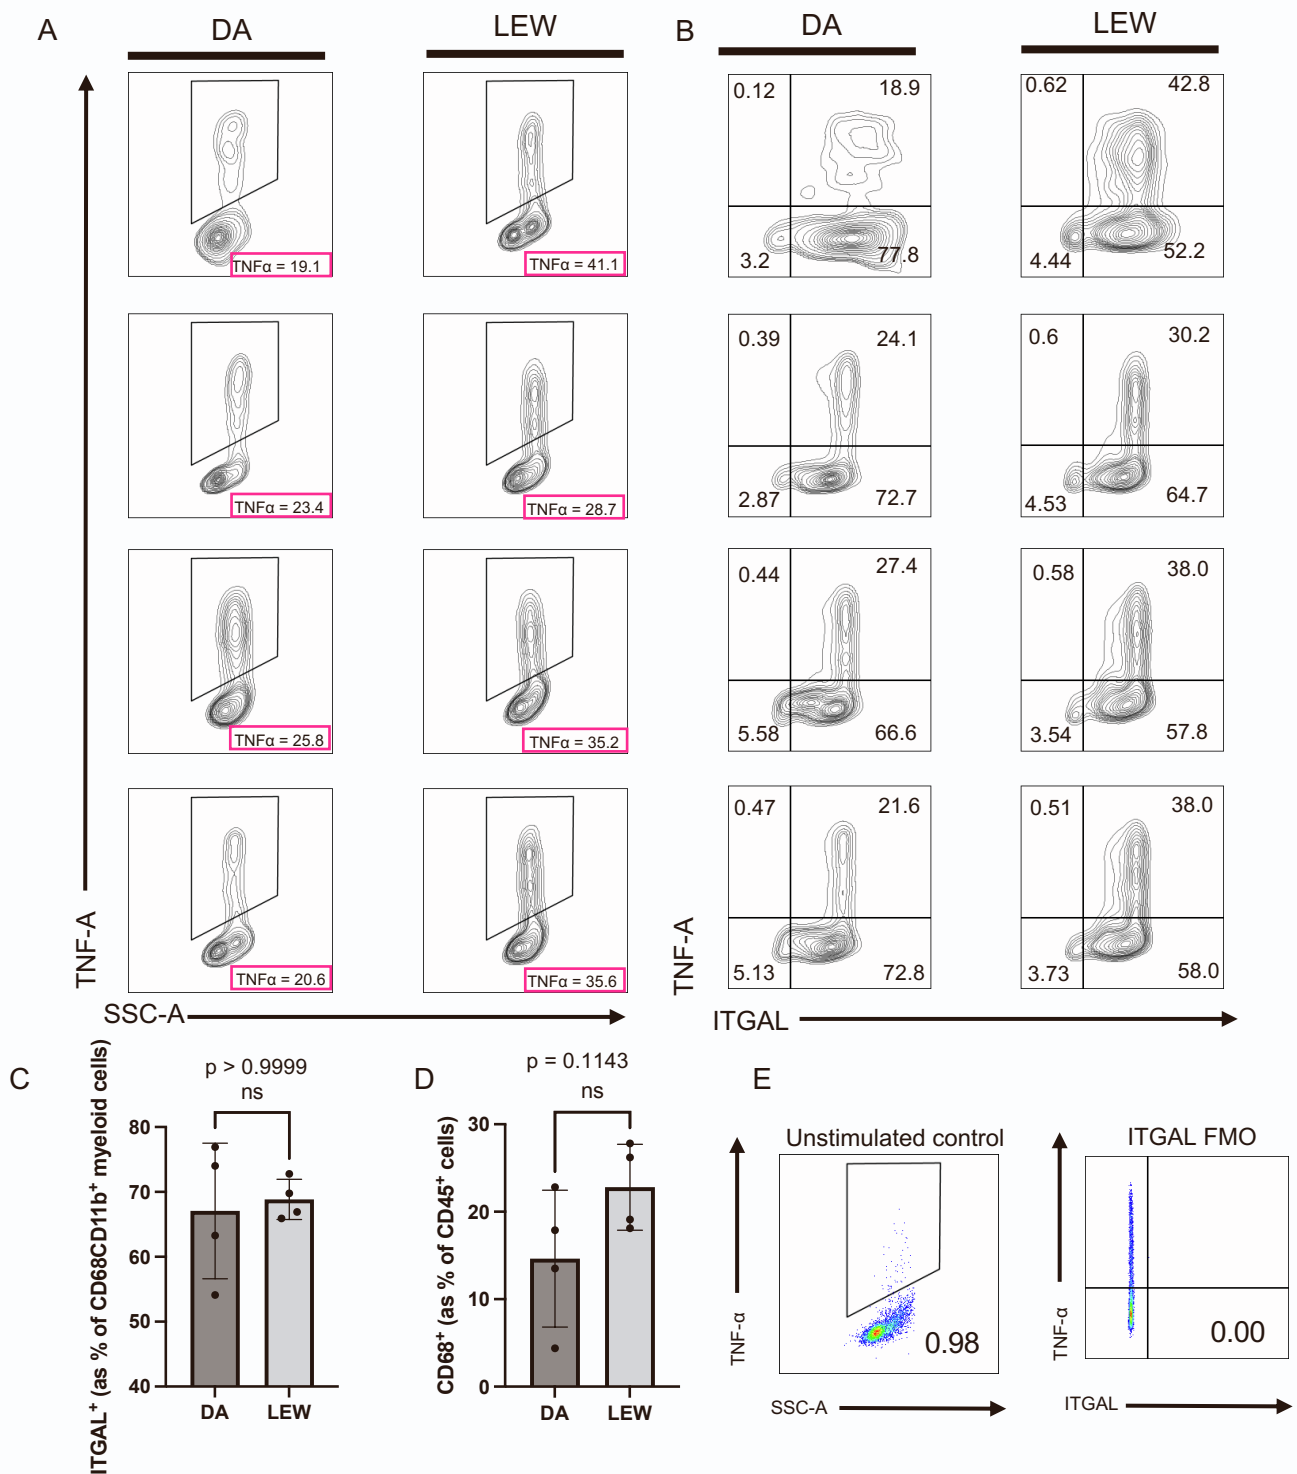 A
DA
LEW
TNFα = 19.1
TNFα = 41.1
TNFα = 23.4
TNFα = 28.7
TNFα = 25.8
TNFα = 35.2
TNFα = 20.6
TNFα = 35.6
TNF-A
SSC-A
B
DA
LEW
0.12
18.9
3.2
77.8
0.62
42.8
4.44
52.2
0.39
24.1
2.87
72.7
0.6
30.2
4.53
64.7
0.44
27.4
5.58
66.6
0.58
38.0
3.54
57.8
0.47
21.6
5.13
72.8
0.51
38.0
3.73
58.0
TNF-A
ITGAL
C
p > 0.9999
ns
ITGAL⁺ (as % of CD68CD11b⁺ myeloid cells)
80
70
60
50
40
DA
LEW
D
p = 0.1143
ns
CD68⁺ (as % of CD45⁺ cells)
30
20
10
0
DA
LEW
E
Unstimulated control
0.98
TNF-α
SSC-A
ITGAL FMO
0.00
TNF-α
ITGAL